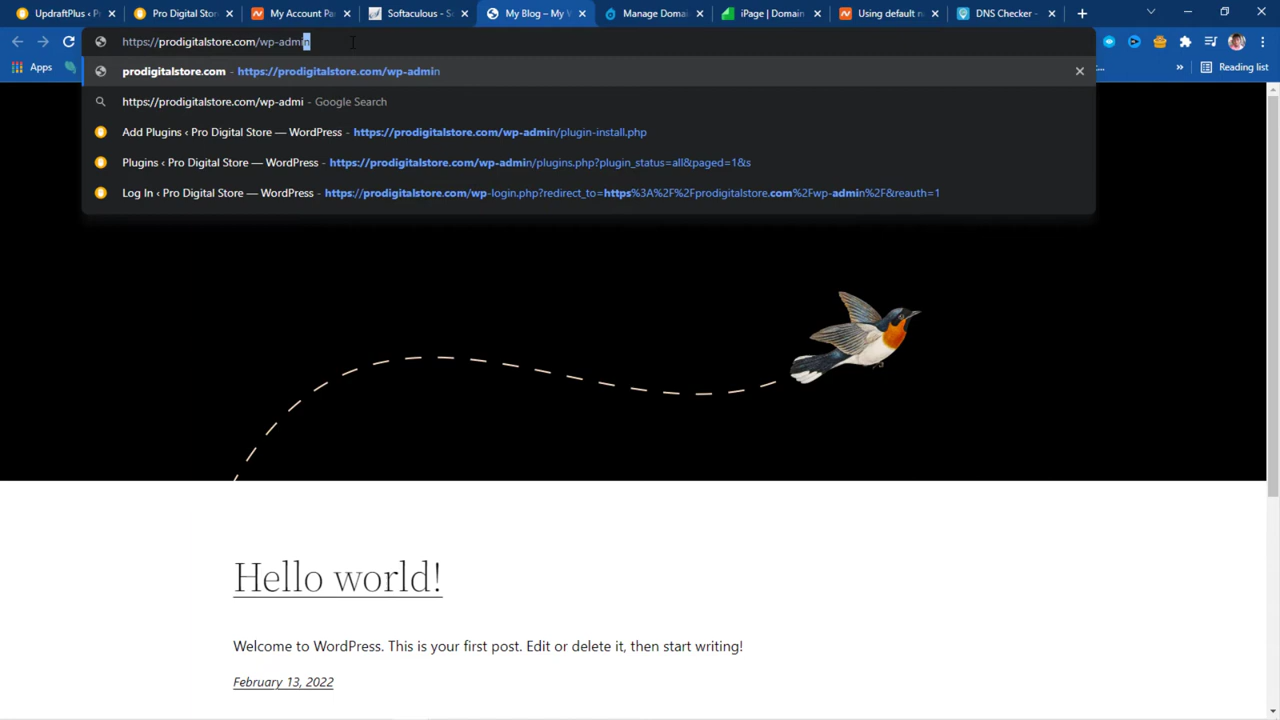 UpdraftPlus ‹ P
Pro Digital Stor
My Account Pa
Softaculous - So
My Blog – My W
Manage Domai
iPage | Domain
Using default n
DNS Checker -
https://prodigitalstore.com/wp-admin
Apps
Reading list
prodigitalstore.com - https://prodigitalstore.com/wp-admin
https://prodigitalstore.com/wp-admi - Google Search
Add Plugins ‹ Pro Digital Store — WordPress - https://prodigitalstore.com/wp-admin/plugin-install.php
Plugins ‹ Pro Digital Store — WordPress - https://prodigitalstore.com/wp-admin/plugins.php?plugin_status=all&paged=1&s
Log In ‹ Pro Digital Store — WordPress - https://prodigitalstore.com/wp-login.php?redirect_to=https%3A%2F%2Fprodigitalstore.com%2Fwp-admin%2F&reauth=1
Hello world!
Welcome to WordPress. This is your first post. Edit or delete it, then start writing!
February 13, 2022